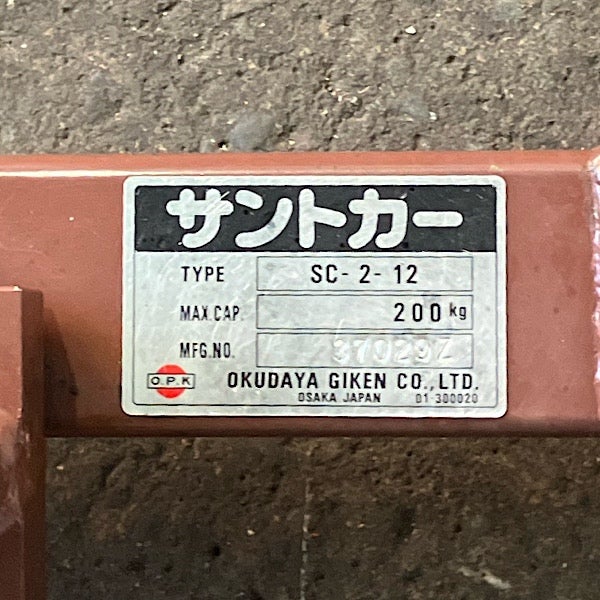 サントカー
TYPE SC-2-12
MAX.CAP. 200kg
MFG.NO. 37029Z
O.P.K OKUDAYA GIKEN CO.,LTD.
OSAKA JAPAN 01-300020